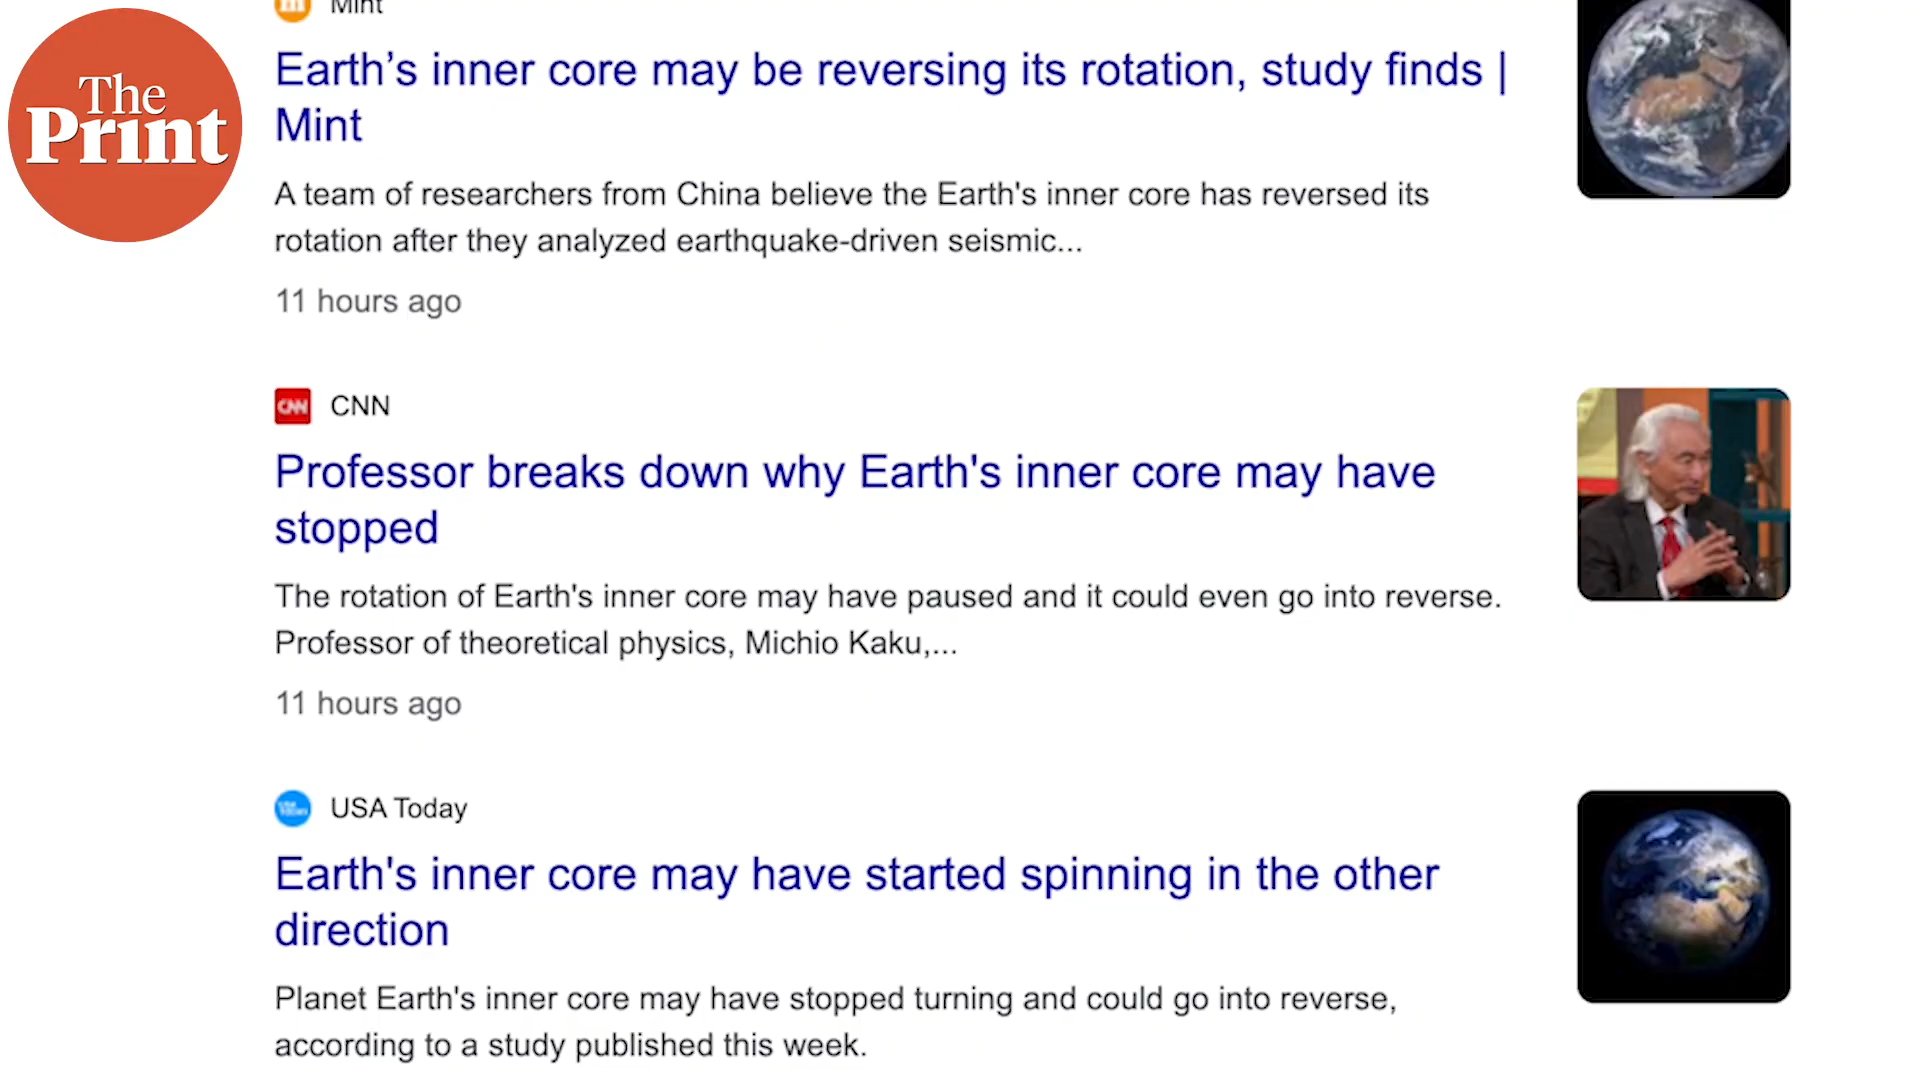 The
Print
Mint
Earth’s inner core may be reversing its rotation, study finds |
Mint
A team of researchers from China believe the Earth's inner core has reversed its
rotation after they analyzed earthquake-driven seismic...
11 hours ago
CNN
CNN
Professor breaks down why Earth's inner core may have
stopped
The rotation of Earth's inner core may have paused and it could even go into reverse.
Professor of theoretical physics, Michio Kaku,...
11 hours ago
USA Today
Earth's inner core may have started spinning in the other
direction
Planet Earth's inner core may have stopped turning and could go into reverse,
according to a study published this week.